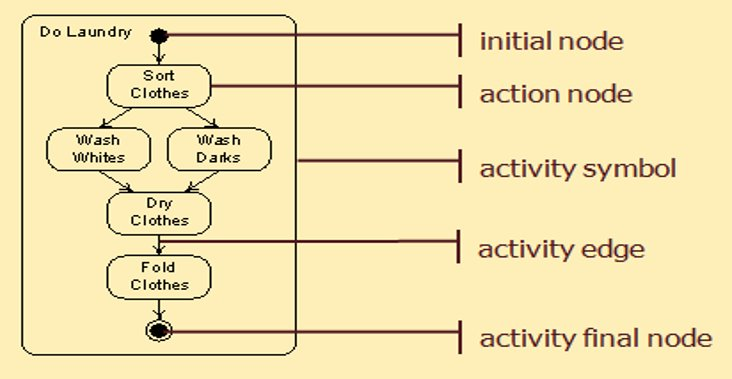 Do Laundry
initial node
Sort
Clothes
action node
Wash
Whites
Wash
Darks
activity symbol
Dry
Clothes
activity edge
Fold
Clothes
activity final node